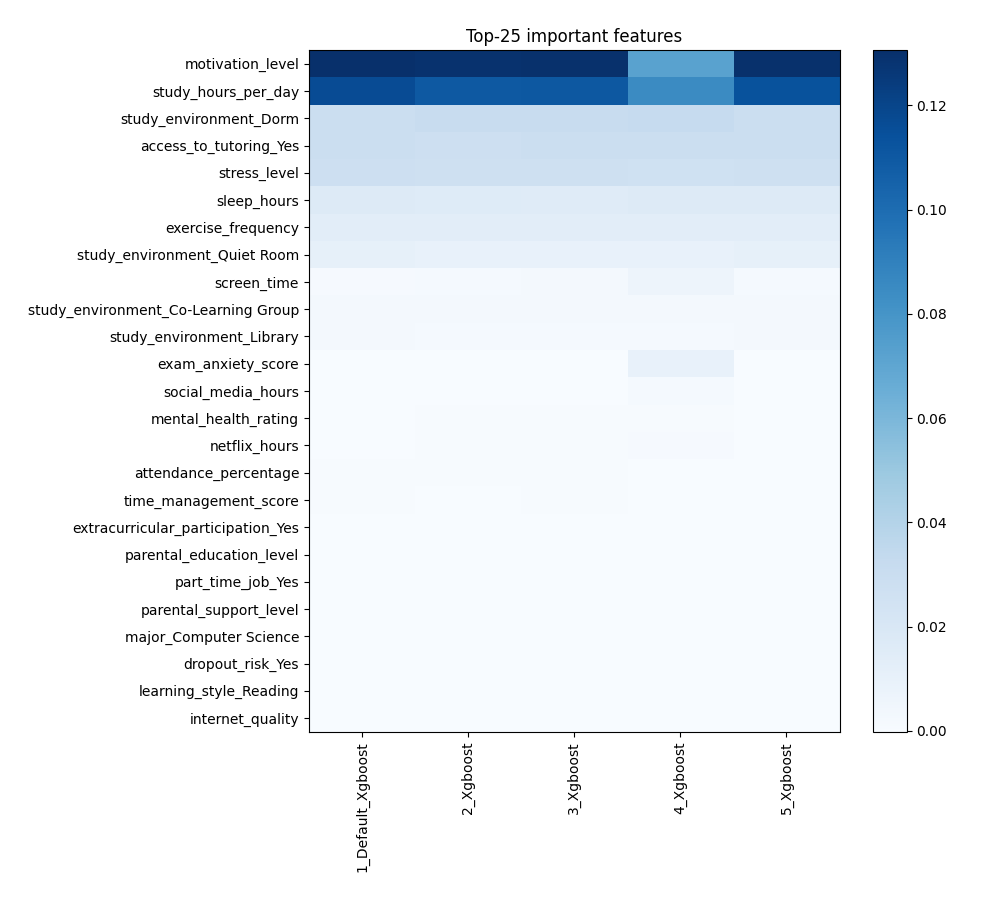 Top-25 important features
motivation_level
study_hours_per_day
study_environment_Dorm
access_to_tutoring_Yes
stress_level
sleep_hours
exercise_frequency
study_environment_Quiet Room
screen_time
study_environment_Co-Learning Group
study_environment_Library
exam_anxiety_score
social_media_hours
mental_health_rating
netflix_hours
attendance_percentage
time_management_score
extracurricular_participation_Yes
parental_education_level
part_time_job_Yes
parental_support_level
major_Computer Science
dropout_risk_Yes
learning_style_Reading
internet_quality
1_Default_Xgboost
2_Xgboost
3_Xgboost
4_Xgboost
5_Xgboost
0.12
0.10
0.08
0.06
0.04
0.02
0.00